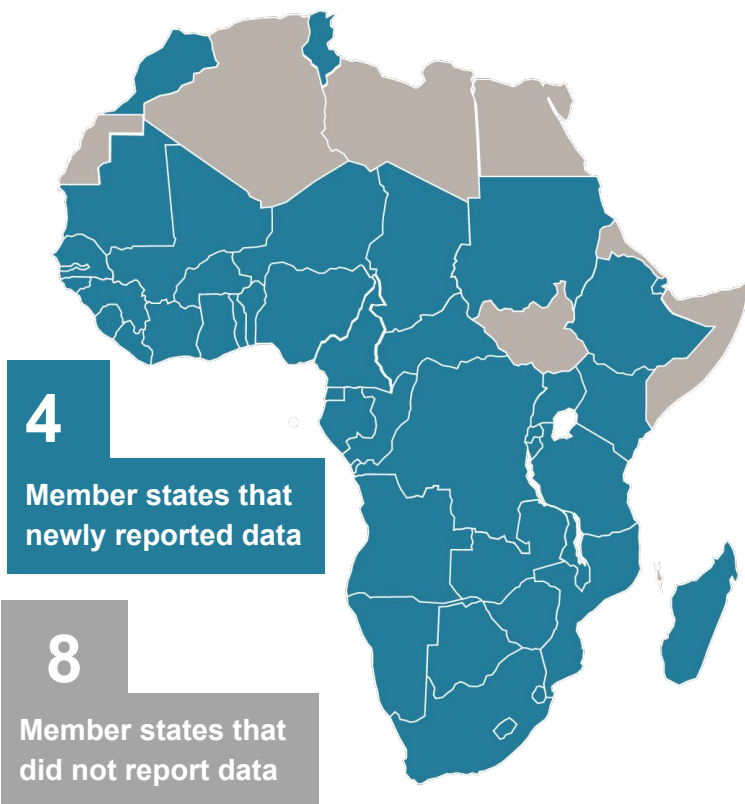 4
Member states that
newly reported data
8
Member states that
did not report data